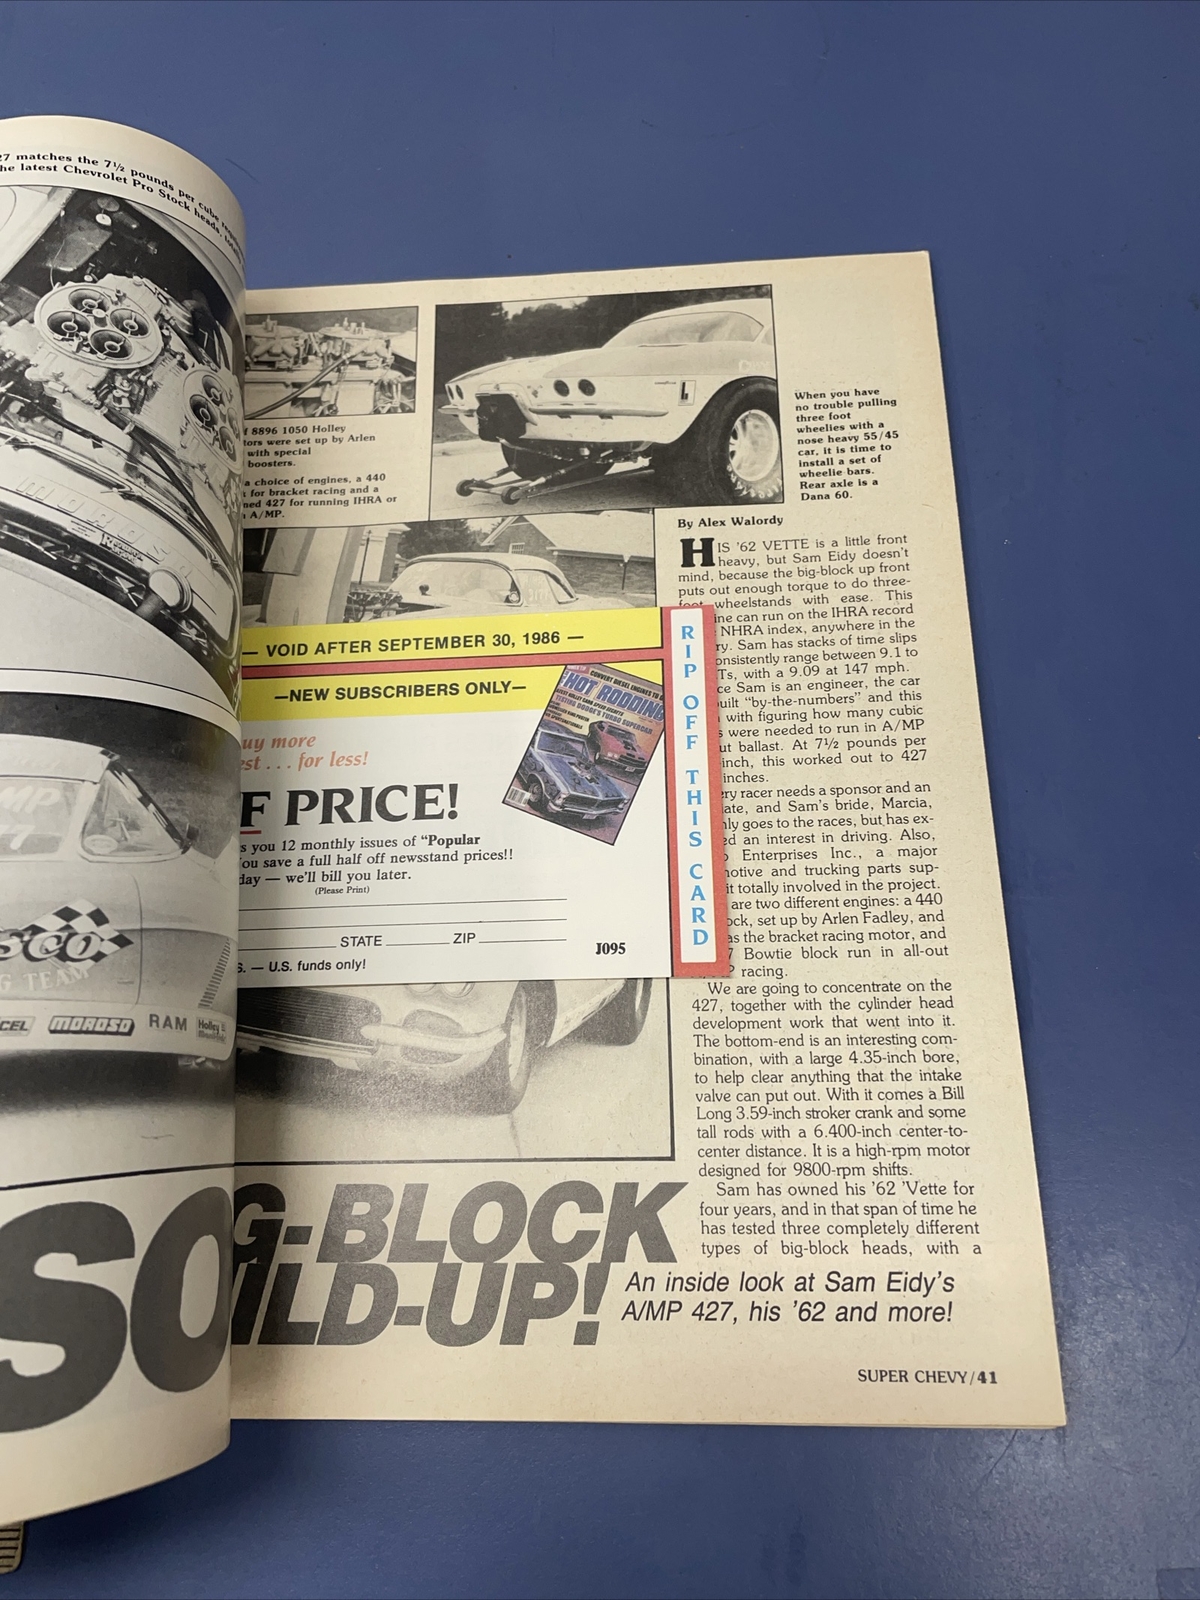 27 matches the 7½ pounds per cube
he latest Chevrolet Pro Stock heads,
MOROSO
SCO
G TEAM
CEL MOROSO RAM Holley
SO
f 8896 1050 Holley
tors were set up by Arlen
with special
boosters.
a choice of engines, a 440
for bracket racing and a
ned 427 for running IHRA or
A/MP.
When you have
no trouble pulling
three foot
wheelies with a
nose heavy 55/45
car, it is time to
install a set of
wheelie bars.
Rear axle is a
Dana 60.
— VOID AFTER SEPTEMBER 30, 1986 —
—NEW SUBSCRIBERS ONLY—
uy more
est . . . for less!
F PRICE!
s you 12 monthly issues of “Popular
ou save a full half off newsstand prices!!
day — we'll bill you later.
(Please Print)
STATE ZIP
S. — U.S. funds only!
J095
CONVERT DIESEL ENGINES TO
HOT RODDING
TESTING DODGE'S TURBO SUPERCAR
RIP OFF THIS CARD
By Alex Walordy
HIS '62 VETTE is a little front
heavy, but Sam Eidy doesn't
mind, because the big-block up front
puts out enough torque to do three-
foot wheelstands with ease. This
ine can run on the IHRA record
NHRA index, anywhere in the
ry. Sam has stacks of time slips
onsistently range between 9.1 to
Ts, with a 9.09 at 147 mph.
ce Sam is an engineer, the car
uilt “by-the-numbers” and this
with figuring how many cubic
s were needed to run in A/MP
ut ballast. At 7½ pounds per
inch, this worked out to 427
inches.
ery racer needs a sponsor and an
ate, and Sam's bride, Marcia,
nly goes to the races, but has ex-
ed an interest in driving. Also,
Enterprises Inc., a major
motive and trucking parts sup-
it totally involved in the project.
are two different engines: a 440
ock, set up by Arlen Fadley, and
as the bracket racing motor, and
7 Bowtie block run in all-out
P racing.
We are going to concentrate on the
427, together with the cylinder head
development work that went into it.
The bottom-end is an interesting com-
bination, with a large 4.35-inch bore,
to help clear anything that the intake
valve can put out. With it comes a Bill
Long 3.59-inch stroker crank and some
tall rods with a 6.400-inch center-to-
center distance. It is a high-rpm motor
designed for 9800-rpm shifts.
Sam has owned his '62 'Vette for
four years, and in that span of time he
has tested three completely different
types of big-block heads, with a
G-BLOCK
ILD-UP!
An inside look at Sam Eidy's
A/MP 427, his '62 and more!
SUPER CHEVY/41